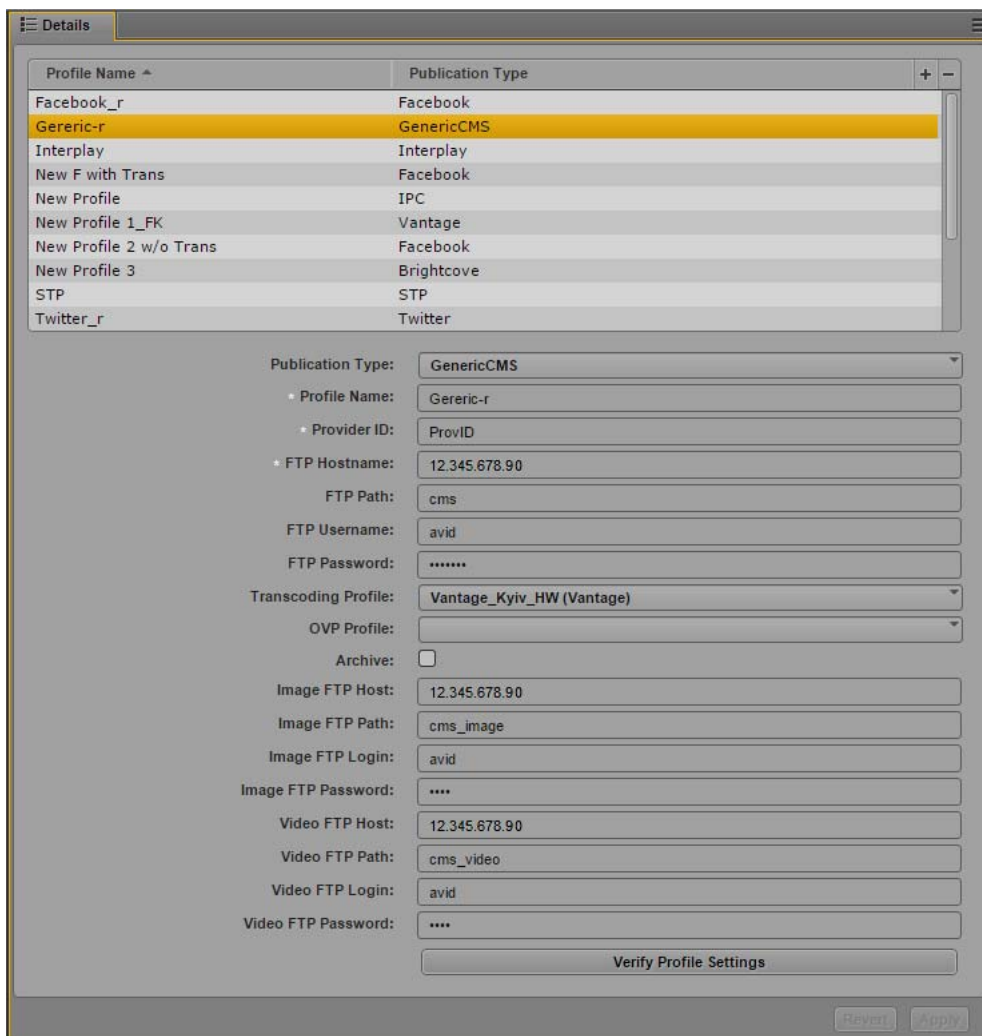 Details
Profile Name Publication Type + −
Facebook_r Facebook
Gereric-r GenericCMS
Interplay Interplay
New F with Trans Facebook
New Profile IPC
New Profile 1_FK Vantage
New Profile 2 w/o Trans Facebook
New Profile 3 Brightcove
STP STP
Twitter_r Twitter
Publication Type: GenericCMS
* Profile Name: Gereric-r
* Provider ID: ProvID
* FTP Hostname: 12.345.678.90
FTP Path: cms
FTP Username: avid
FTP Password: •••••••
Transcoding Profile: Vantage_Kyiv_HW (Vantage)
OVP Profile:
Archive:
Image FTP Host: 12.345.678.90
Image FTP Path: cms_image
Image FTP Login: avid
Image FTP Password: ••••
Video FTP Host: 12.345.678.90
Video FTP Path: cms_video
Video FTP Login: avid
Video FTP Password: ••••
Verify Profile Settings
Revert Apply